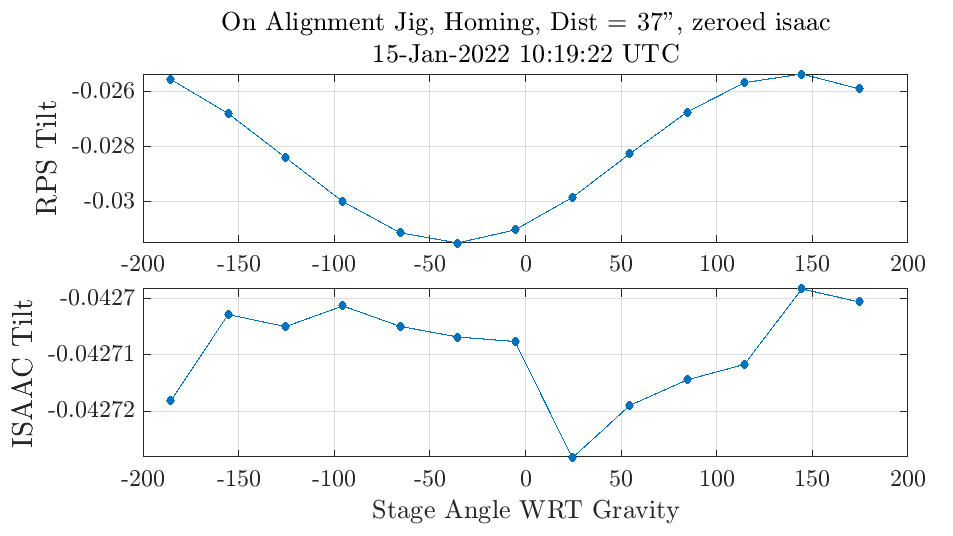 On Alignment Jig, Homing, Dist = 37”, zeroed isaac
15-Jan-2022 10:19:22 UTC
RPS Tilt
-0.026
-0.028
-0.03
-200 -150 -100 -50 0 50 100 150 200
ISAAC Tilt
-0.0427
-0.04271
-0.04272
-200 -150 -100 -50 0 50 100 150 200
Stage Angle WRT Gravity